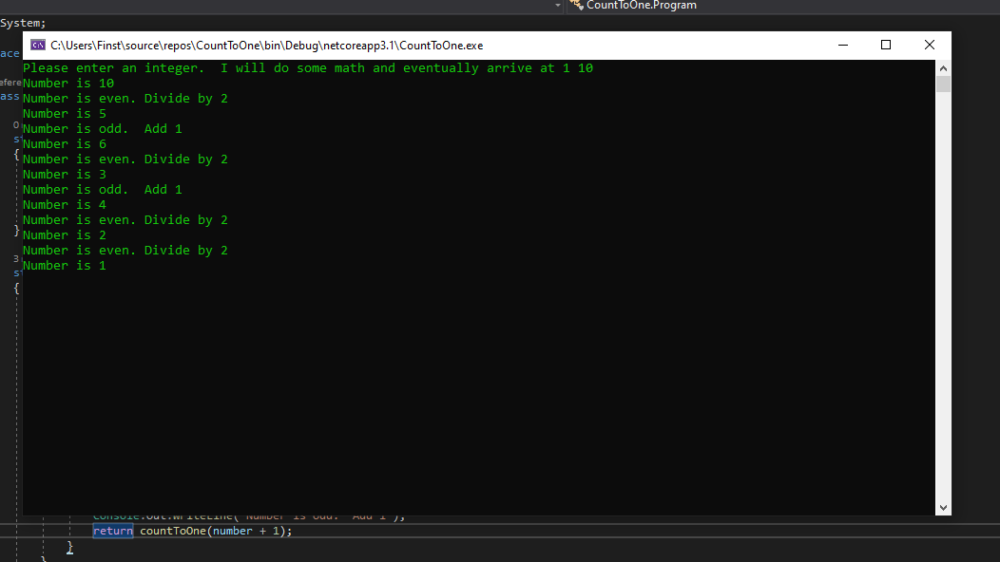 CountToOne.Program
System;
C:\Users\Finst\source\repos\CountToOne\bin\Debug\netcoreapp3.1\CountToOne.exe
Please enter an integer.  I will do some math and eventually arrive at 1 10
Number is 10
Number is even. Divide by 2
Number is 5
Number is odd.  Add 1
Number is 6
Number is even. Divide by 2
Number is 3
Number is odd.  Add 1
Number is 4
Number is even. Divide by 2
Number is 2
Number is even. Divide by 2
Number is 1
ace
efere
ass
0
s
{
}
3
s
{
Console.Out.WriteLine("Number is odd.  Add 1");
return countToOne(number + 1);
}
}